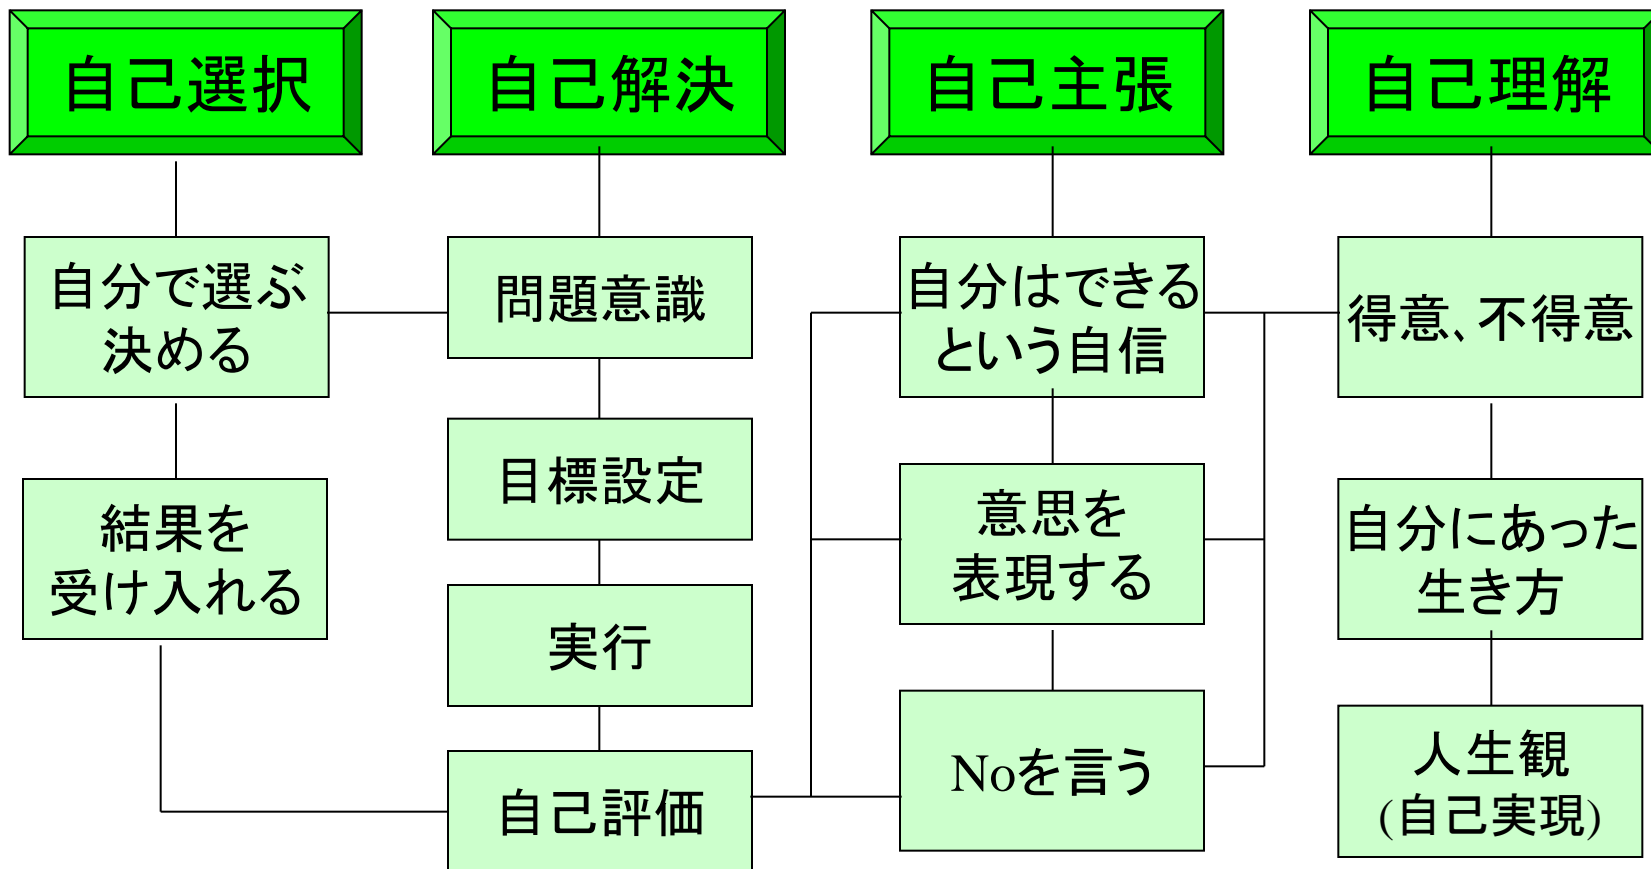 自己選択
自己解決
自己主張
自己理解
自分で選ぶ
決める
結果を
受け入れる
問題意識
目標設定
実行
自己評価
自分はできる
という自信
意思を
表現する
Noを言う
得意、不得意
自分にあった
生き方
人生観
(自己実現)